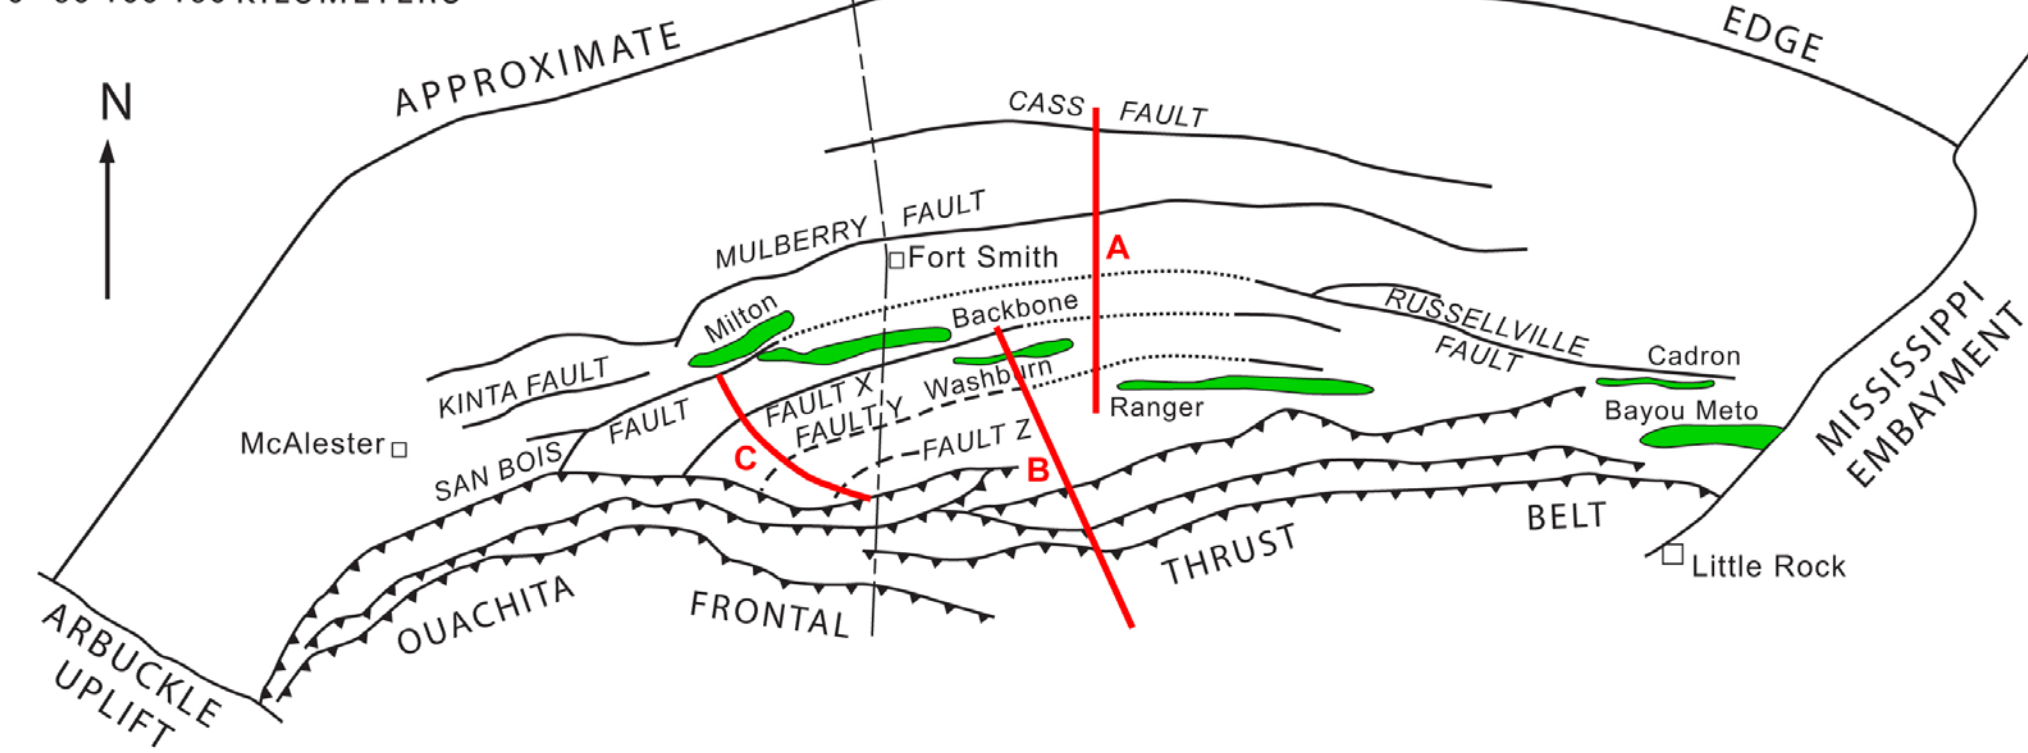 APPROXIMATE
EDGE
N
CASS FAULT
MULBERRY FAULT
A
Fort Smith
Milton
Backbone
RUSSELLVILLE
FAULT
Cadron
KINTA FAULT
FAULT X
Washburn
FAULT Y
Ranger
Bayou Meto
MISSISSIPPI
EMBAYMENT
McAlester
SAN BOIS FAULT
C
FAULT Z
B
OUACHITA FRONTAL THRUST BELT
Little Rock
ARBUCKLE
UPLIFT